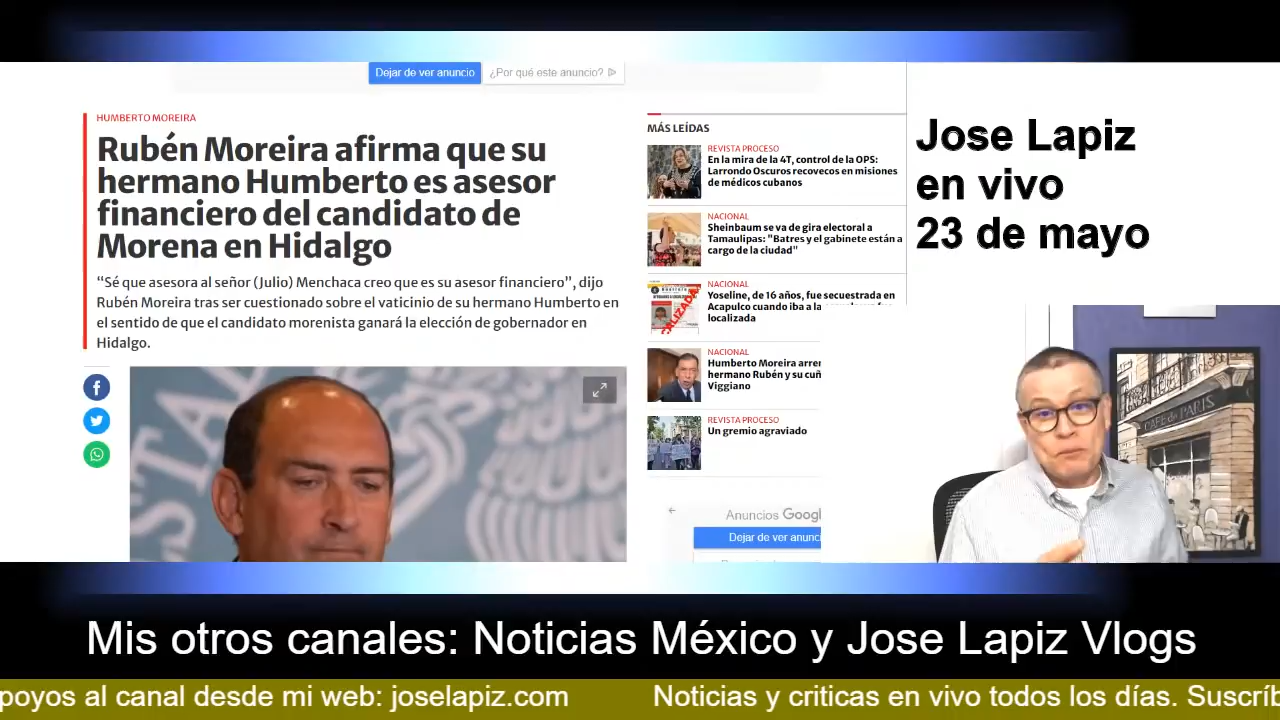 Dejar de ver anuncio
¿Por qué este anuncio?
HUMBERTO MOREIRA
Rubén Moreira afirma que su
hermano Humberto es asesor
financiero del candidato de
Morena en Hidalgo
“Sé que asesora al señor (Julio) Menchaca creo que es su asesor financiero”, dijo
Rubén Moreira tras ser cuestionado sobre el vaticinio de su hermano Humberto en
el sentido de que el candidato morenista ganará la elección de gobernador en
Hidalgo.
MÁS LEÍDAS
REVISTA PROCESO
En la mira de la 4T, control de la OPS:
Larrondo Oscuros recovecos en misiones
de médicos cubanos
NACIONAL
Sheinbaum se va de gira electoral a
Tamaulipas: "Batres y el gabinete están a
cargo de la ciudad"
NACIONAL
Yoseline, de 16 años, fue secuestrada en
Acapulco cuando iba a la
localizada
NACIONAL
Humberto Moreira arrem
hermano Rubén y su cuñ
Viggiano
REVISTA PROCESO
Un gremio agraviado
Anuncios Googl
Dejar de ver anunci
Jose Lapiz
en vivo
23 de mayo
CAFE de PARIS
Mis otros canales: Noticias México y Jose Lapiz Vlogs
poyos al canal desde mi web: joselapiz.com
Noticias y criticas en vivo todos los días. Suscríb